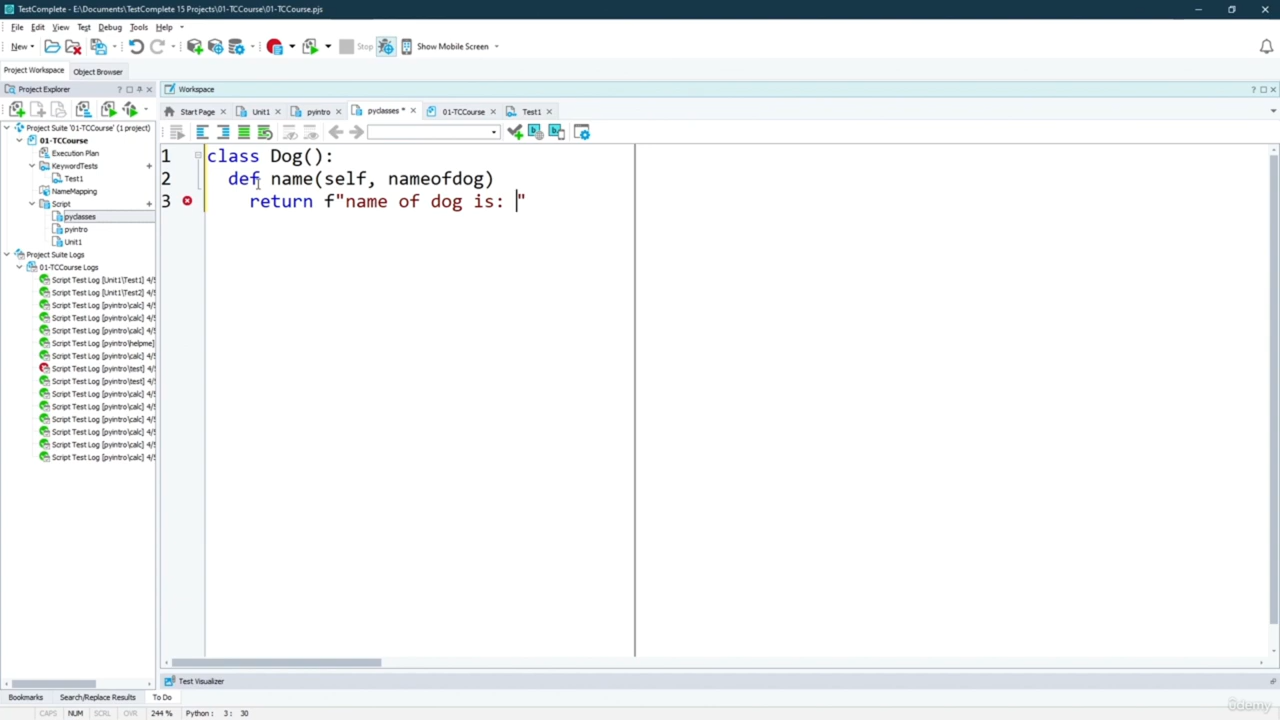 TestComplete - E:\Documents\TestComplete 15 Projects\01-TCCourse\01-TCCourse.pjs
File Edit View Test Debug Tools Help
New Stop Show Mobile Screen
Project Workspace Object Browser
Project Explorer
Workspace
Start Page Unit1 pyintro pyclasses * 01-TCCourse Test1
Project Suite '01-TCCourse' (1 project)
01-TCCourse
Execution Plan
KeywordTests
Test1
NameMapping
Script
pyclasses
pyintro
Unit1
Project Suite Logs
01-TCCourse Logs
Script Test Log [Unit1\Test1] 4/5
Script Test Log [Unit1\Test2] 4/5
Script Test Log [pyintro\calc] 4/5
Script Test Log [pyintro\calc] 4/5
Script Test Log [pyintro\calc] 4/5
Script Test Log [pyintro\helpme]
Script Test Log [pyintro\calc] 4/5
Script Test Log [pyintro\test] 4/5
Script Test Log [pyintro\test] 4/5
Script Test Log [pyintro\calc] 4/5
Script Test Log [pyintro\calc] 4/5
Script Test Log [pyintro\calc] 4/5
Script Test Log [pyintro\calc] 4/5
Script Test Log [pyintro\calc] 4/5
Script Test Log [pyintro\calc] 4/5
1 class Dog():
2 def name(self, nameofdog)
3 return f"name of dog is: "
Test Visualizer
Bookmarks Search/Replace Results To Do
CAPS NUM SCRL OVR 244 % Python : 3: 30
ûdemy